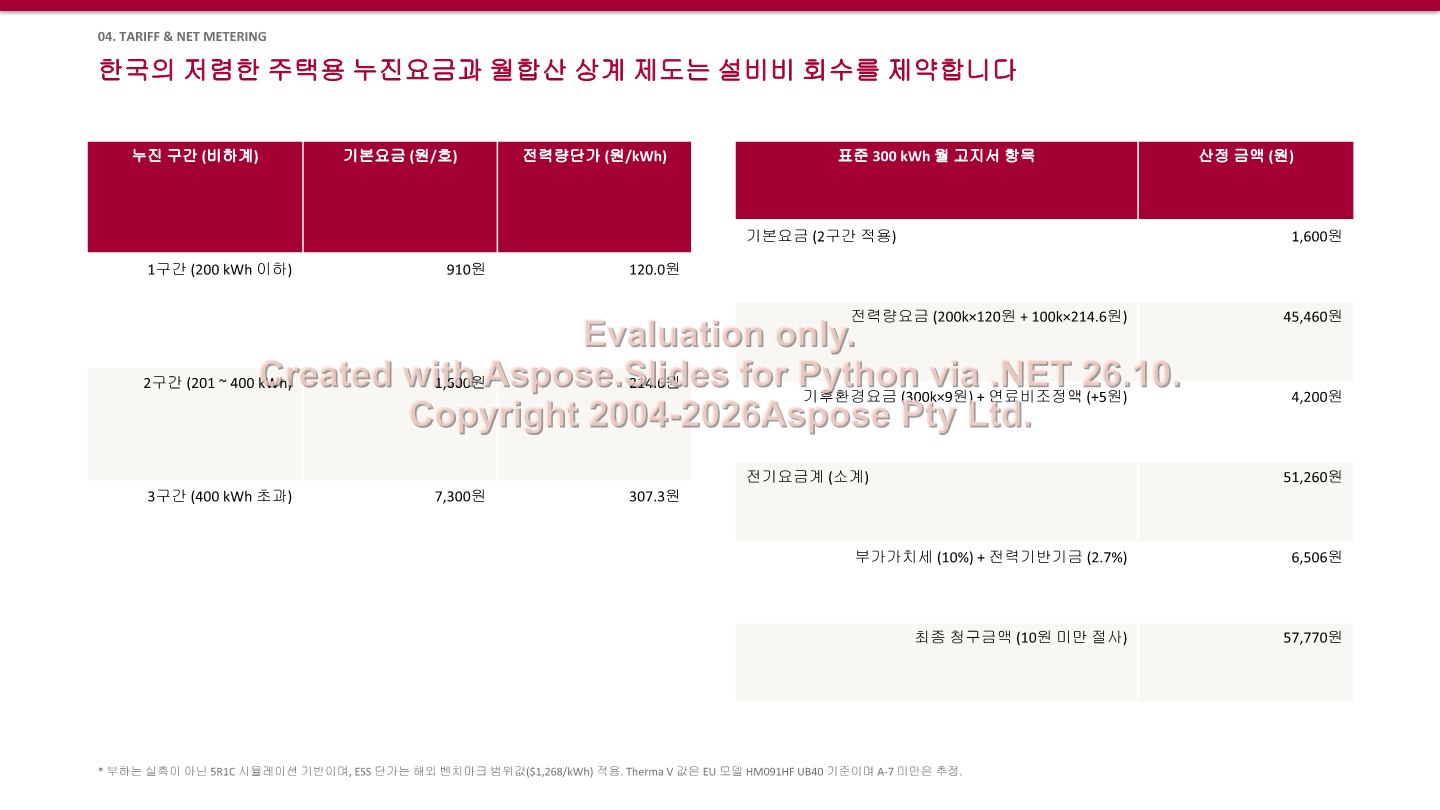 04. TARIFF & NET METERING
한국의 저렴한 주택용 누진요금과 월합산 상계 제도는 설비비 회수를 제약합니다
누진 구간 (비하계) 기본요금 (원/호) 전력량단가 (원/kWh)
1구간 (200 kWh 이하) 910원 120.0원
2구간 (201 ~ 400 kWh) 1,600원 214.6원
3구간 (400 kWh 초과) 7,300원 307.3원
표준 300 kWh 월 고지서 항목 산정 금액 (원)
기본요금 (2구간 적용) 1,600원
전력량요금 (200k×120원 + 100k×214.6원) 45,460원
기후환경요금 (300k×9원) + 연료비조정액 (+5원) 4,200원
전기요금계 (소계) 51,260원
부가가치세 (10%) + 전력기반기금 (2.7%) 6,506원
최종 청구금액 (10원 미만 절사) 57,770원
Evaluation only.
Created with Aspose.Slides for Python via .NET 26.10.
Copyright 2004-2026Aspose Pty Ltd.
* 부하는 실측이 아닌 5R1C 시뮬레이션 기반이며, ESS 단가는 해외 벤치마크 범위값($1,268/kWh) 적용. Therma V 값은 EU 모델 HM091HF UB40 기준이며 A-7 미만은 추정.